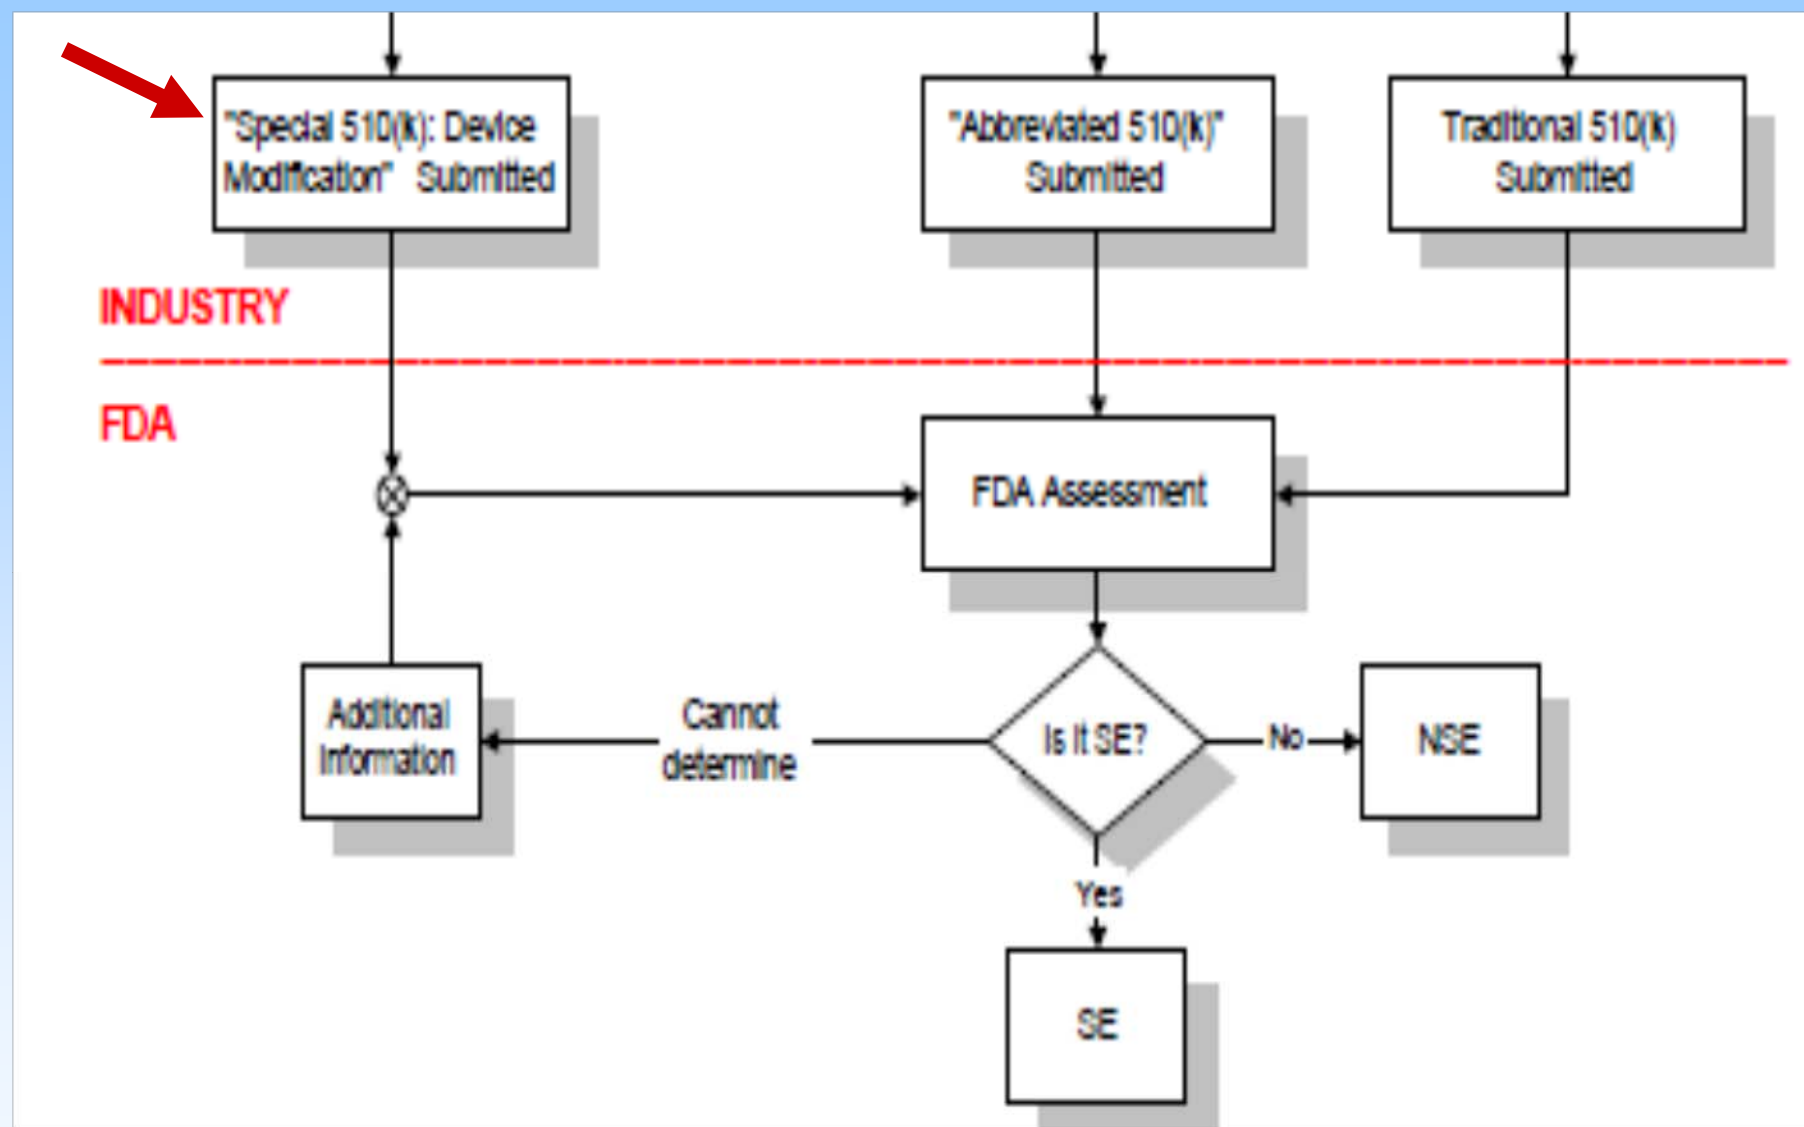 "Special 510(k): Device
Modification" Submitted
"Abbreviated 510(k)"
Submitted
Traditional 510(k)
Submitted
INDUSTRY
FDA
FDA Assessment
Additional
Information
Cannot
determine
Is It SE?
No
NSE
Yes
SE